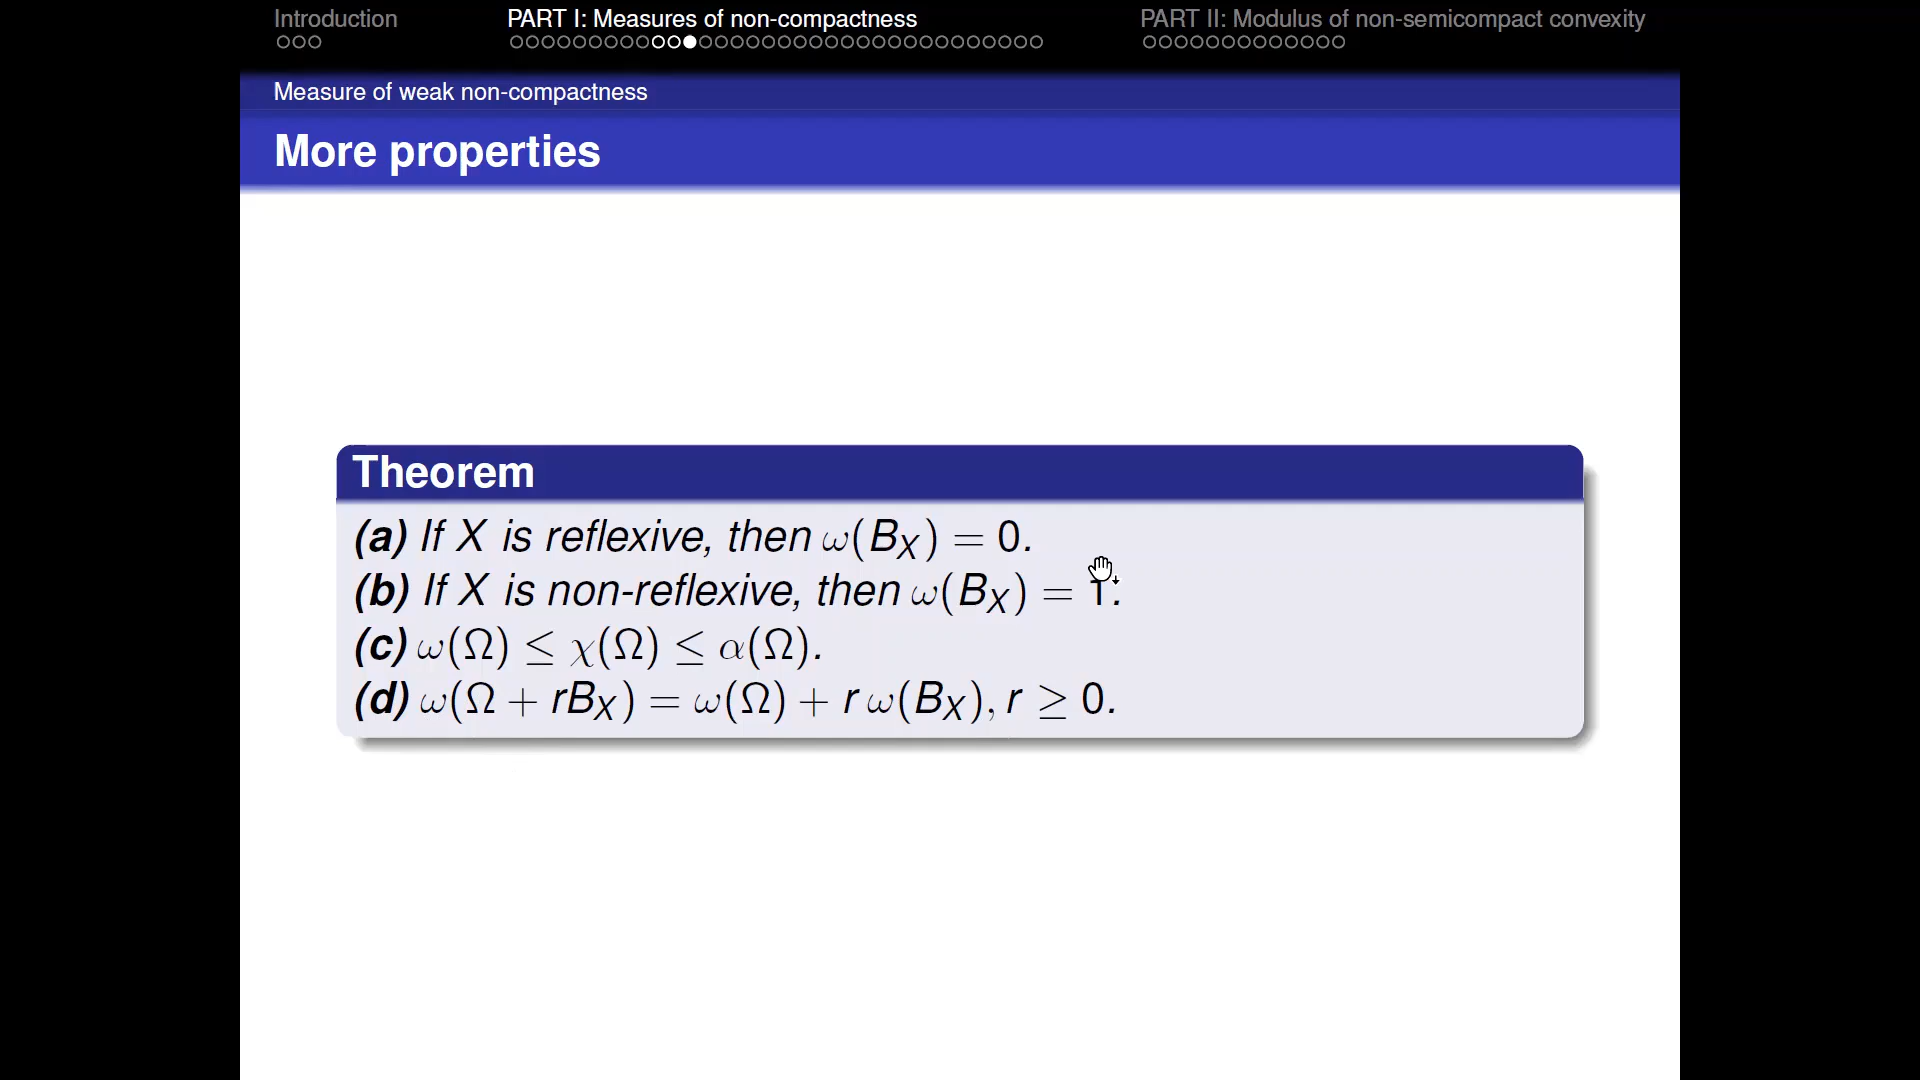 Introduction
PART I: Measures of non-compactness
PART II: Modulus of non-semicompact convexity
Measure of weak non-compactness
More properties
Theorem
(a) If X is reflexive, then ω(B_X) = 0.
(b) If X is non-reflexive, then ω(B_X) = 1.
(c) ω(Ω) ≤ χ(Ω) ≤ α(Ω).
(d) ω(Ω + rB_X) = ω(Ω) + r ω(B_X), r ≥ 0.